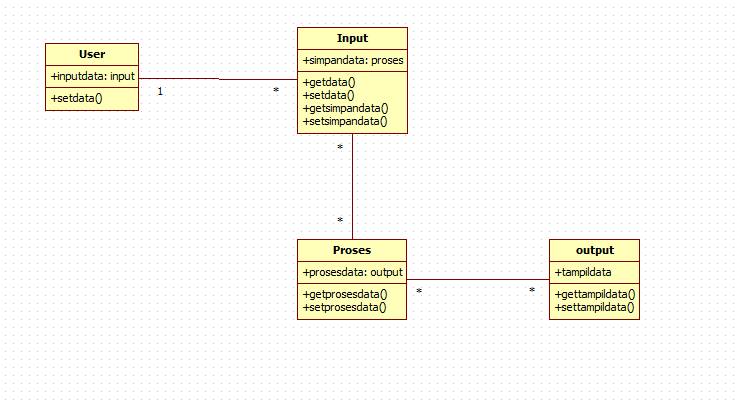 User
+inputdata: input
+setdata()
1
*
Input
+simpandata: proses
+getdata()
+setdata()
+getsimpandata()
+setsimpandata()
*
*
Proses
+prosesdata: output
+getprosesdata()
+setprosesdata()
*
*
output
+tampildata
+gettampildata()
+settampildata()